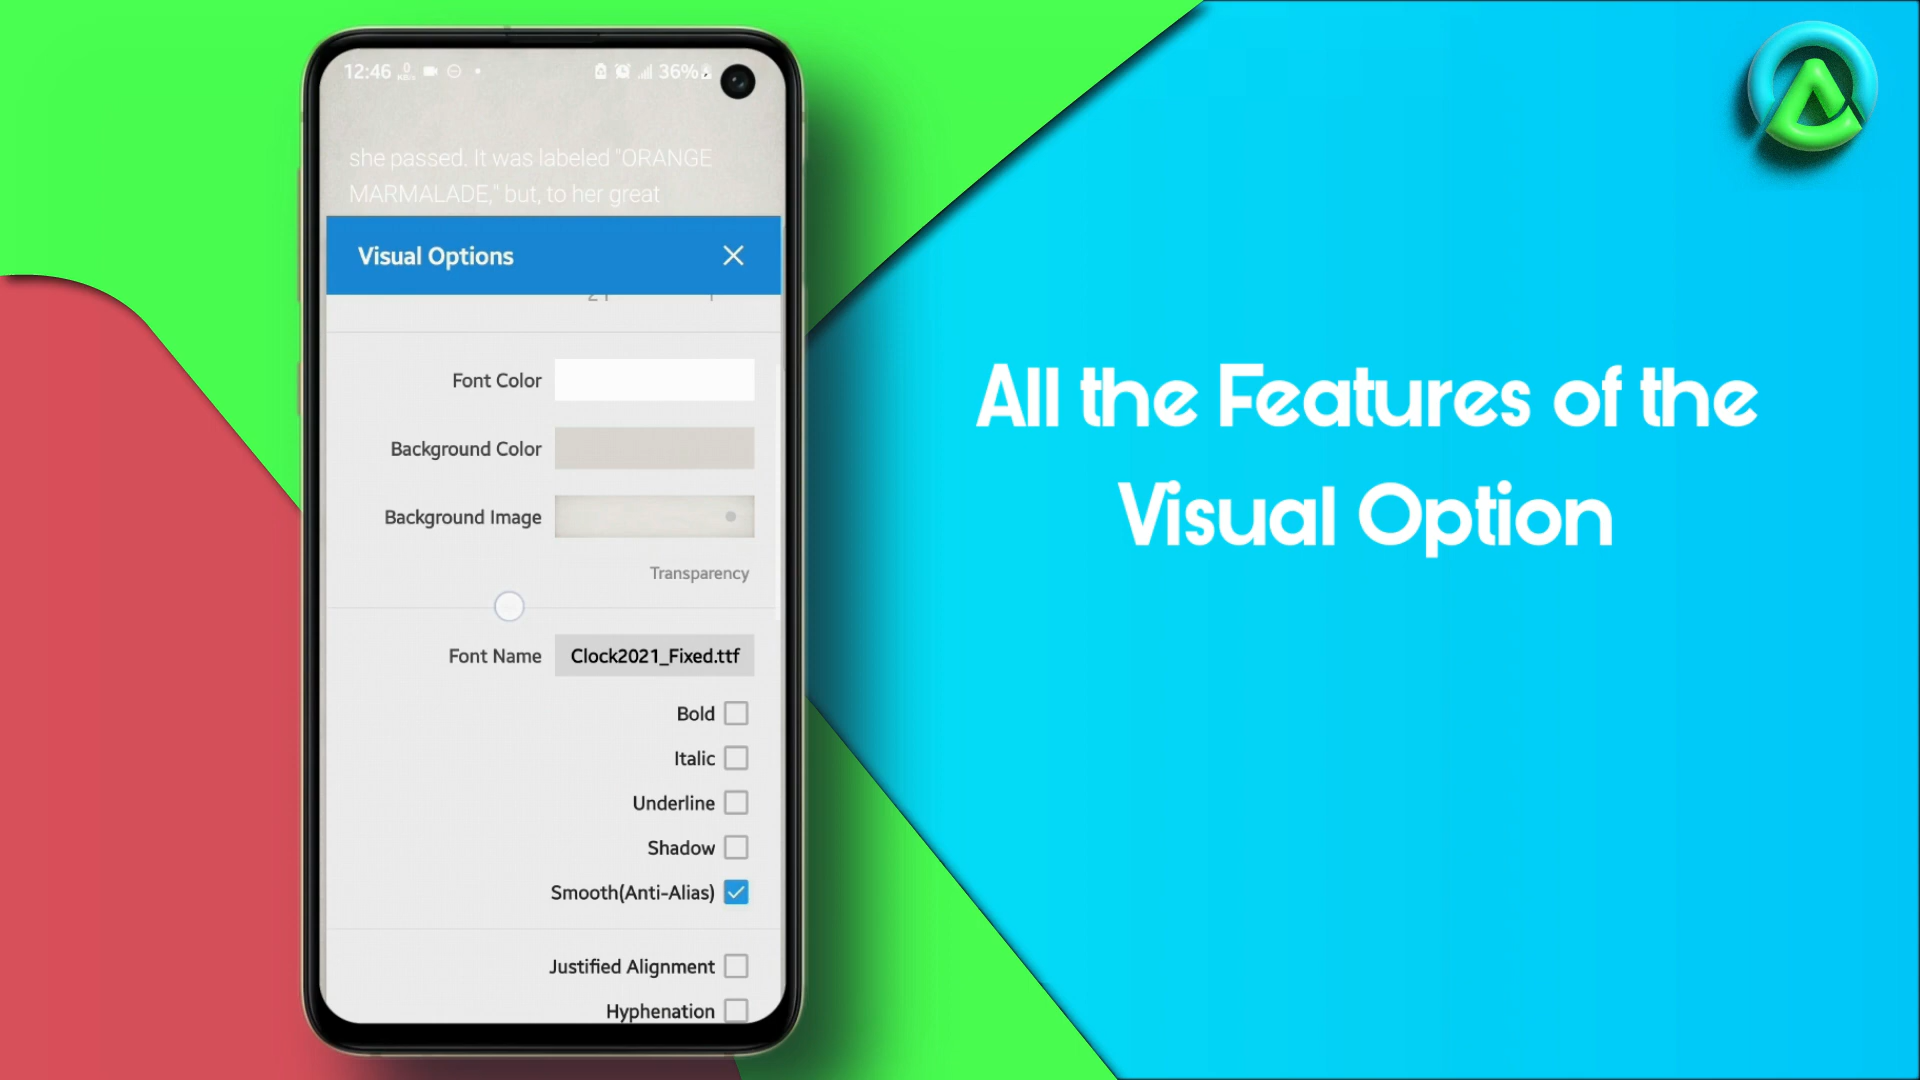 12:46 0 KB/s 36%
she passed. It was labeled "ORANGE
MARMALADE," but, to her great
Visual Options
Font Color
Background Color
Background Image
Transparency
Font Name Clock2021_Fixed.ttf
Bold
Italic
Underline
Shadow
Smooth(Anti-Alias)
Justified Alignment
Hyphenation
All the Features of the
Visual Option